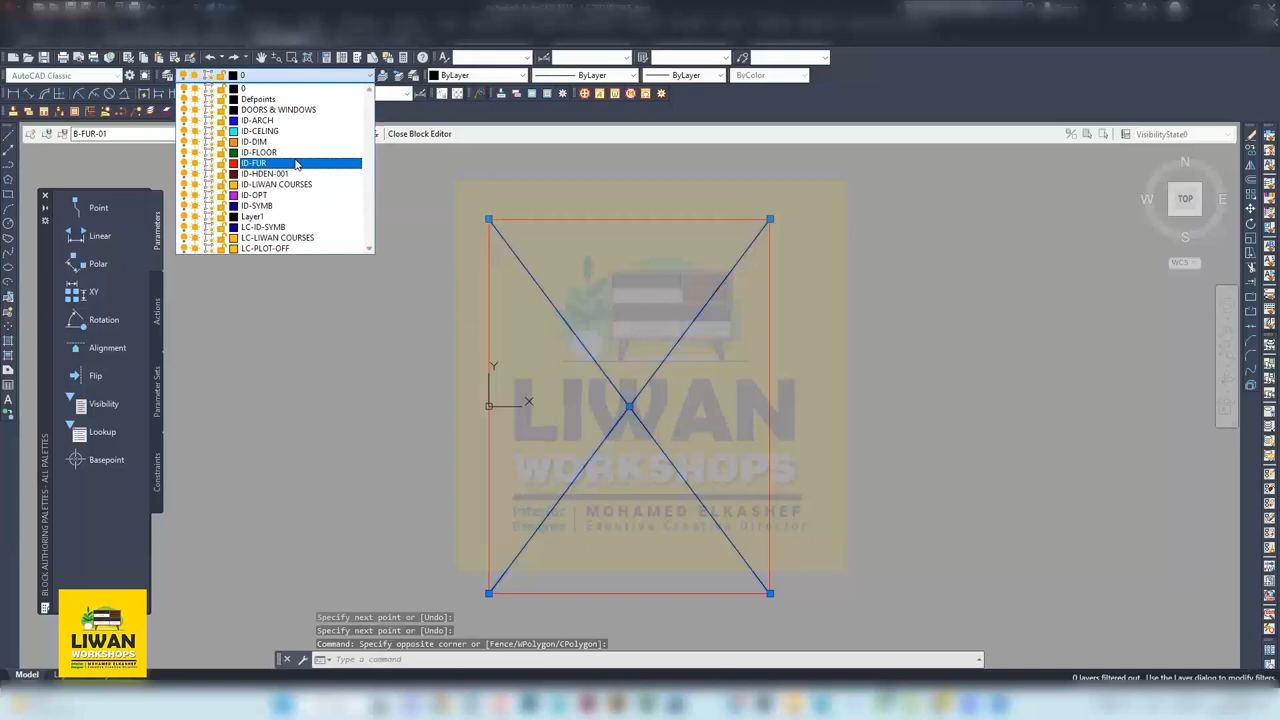 AutoCAD Classic
0
ByLayer
ByLayer
ByLayer
ByColor
0
Defpoints
DOORS & WINDOWS
ID-ARCH
ID-CELING
ID-DIM
ID-FLOOR
ID-FUR
ID-HDEN-001
ID-LIWAN COURSES
ID-OPT
ID-SYMB
Layer1
LC-ID-SYMB
LC-LIWAN COURSES
LC-PLOT-OFF
B-FUR-01
Close Block Editor
VisibilityState0
N
W
TOP
E
S
WCS
Point
Linear
Polar
XY
Rotation
Alignment
Flip
Visibility
Lookup
Basepoint
Parameters
Actions
Parameter Sets
Constraints
BLOCK AUTHORING PALETTES - ALL PALETTES
Y
X
LIWAN
WORKSHOPS
Interior
Designer
MOHAMED ELKASHEF
Executive Creative Director
LIWAN
WORKSHOPS
MOHAMED ELKASHEF
Specify next point or [Undo]:
Specify next point or [Undo]:
Command: Specify opposite corner or [Fence/WPolygon/CPolygon]:
Type a command
Model
0 layers filtered out. Use the Layer dialog to modify filters.